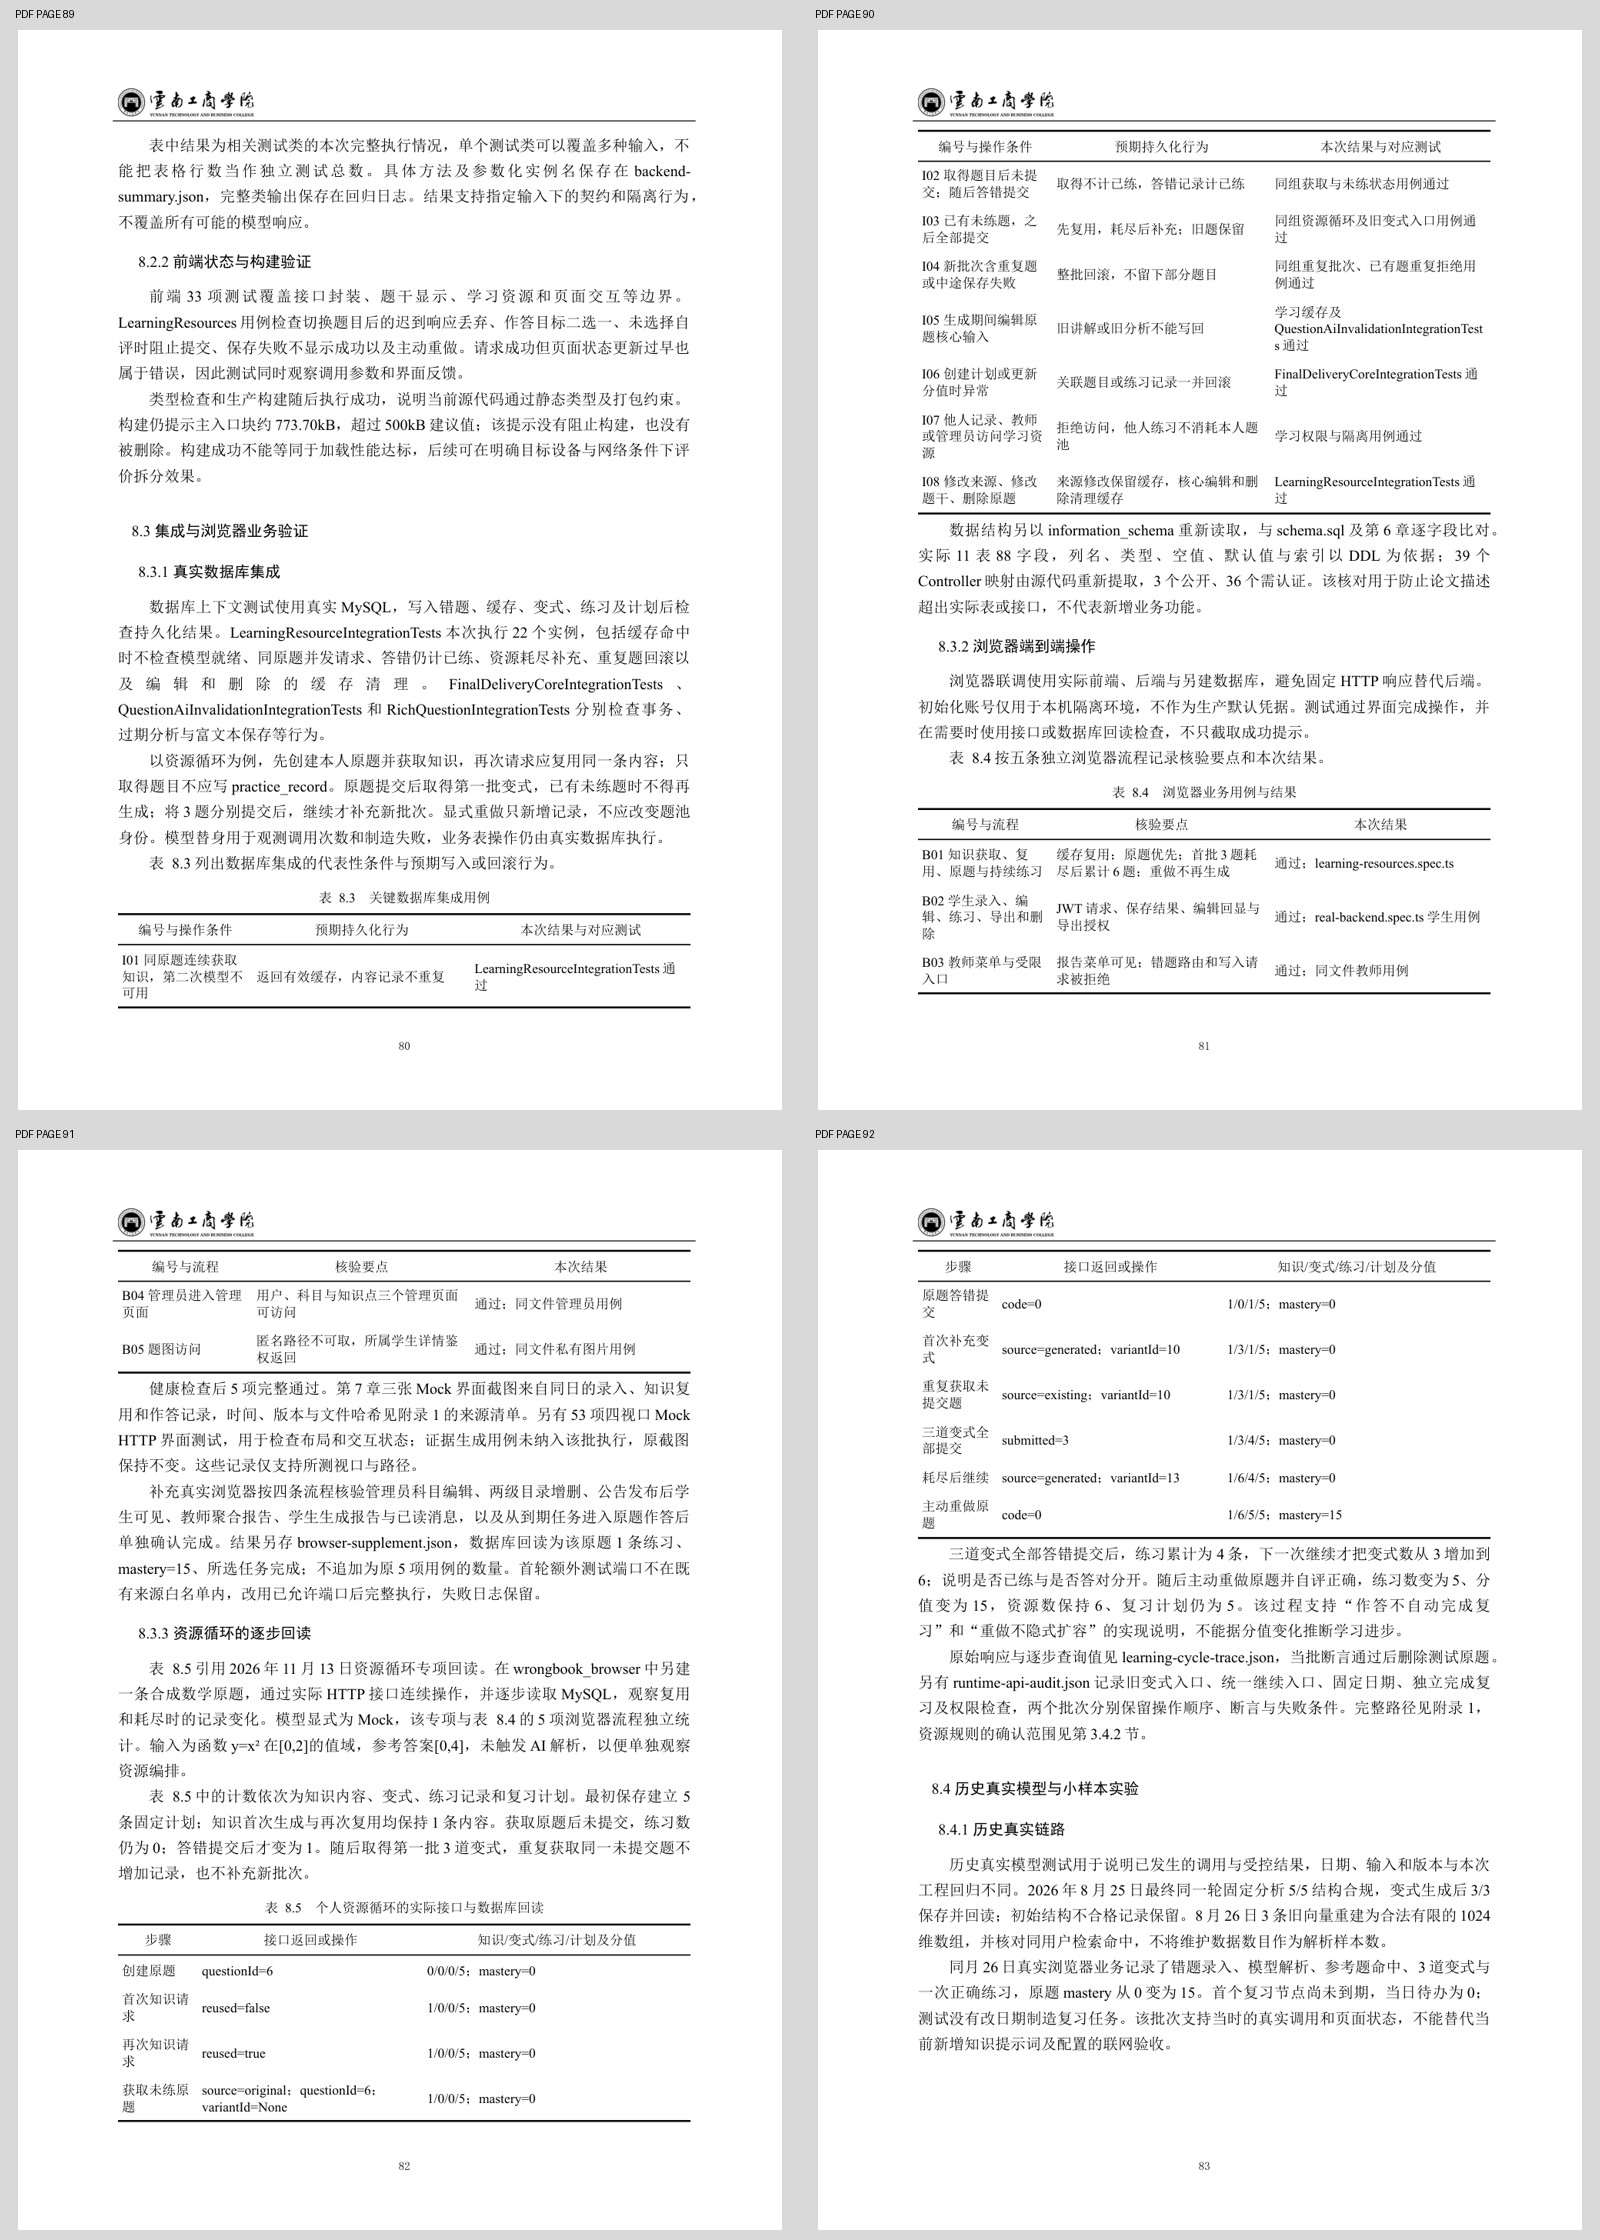 PDF PAGE 89
雲南工商學院
YUNNAN TECHNOLOGY AND BUSINESS COLLEGE
表中结果为相关测试类的本次完整执行情况，单个测试类可以覆盖多种输入，不
能把表格行数当作独立测试总数。具体方法及参数化实例名保存在 backend-
summary.json，完整类输出保存在回归日志。结果支持指定输入下的契约和隔离行为，
不覆盖所有可能的模型响应。
8.2.2 前端状态与构建验证
前端 33 项测试覆盖接口封装、题干显示、学习资源和页面交互等边界。
LearningResources 用例检查切换题目后的迟到响应丢弃、作答目标二选一、未选择自
评时阻止提交、保存失败不显示成功以及主动重做。请求成功但页面状态更新过早也
属于错误，因此测试同时观察调用参数和界面反馈。
类型检查和生产构建随后执行成功，说明当前源代码通过静态类型及打包约束。
构建仍提示主入口块约 773.70kB，超过 500kB 建议值；该提示没有阻止构建，也没有
被删除。构建成功不能等同于加载性能达标，后续可在明确目标设备与网络条件下评
价拆分效果。
8.3 集成与浏览器业务验证
8.3.1 真实数据库集成
数据库上下文测试使用真实 MySQL，写入错题、缓存、变式、练习及计划后检
查持久化结果。LearningResourceIntegrationTests 本次执行 22 个实例，包括缓存命中
时不检查模型就绪、同原题并发请求、答错仍计已练、资源耗尽补充、重复题回滚以
及编辑和删除的缓存清理。FinalDeliveryCoreIntegrationTests、
QuestionAiInvalidationIntegrationTests 和 RichQuestionIntegrationTests 分别检查事务、
过期分析与富文本保存等行为。
以资源循环为例，先创建本人原题并获取知识，再次请求应复用同一条内容；只
取得题目不应写 practice_record。原题提交后取得第一批变式，已有未练题时不得再
生成；将 3 题分别提交后，继续才补充新批次。显式重做只新增记录，不应改变题池
身份。模型替身用于观测调用次数和制造失败，业务表操作仍由真实数据库执行。
表 8.3 列出数据库集成的代表性条件与预期写入或回滚行为。
表 8.3 关键数据库集成用例
编号与操作条件 预期持久化行为 本次结果与对应测试
I01 同原题连续获取
知识，第二次模型不
可用
返回有效缓存，内容记录不重复
LearningResourceIntegrationTests 通
过
80
PDF PAGE 90
雲南工商學院
YUNNAN TECHNOLOGY AND BUSINESS COLLEGE
编号与操作条件 预期持久化行为 本次结果与对应测试
I02 取得题目后未提
交；随后答错提交
取得不计已练，答错记录计已练
同组获取与未练状态用例通过
I03 已有未练题，之
后全部提交
先复用，耗尽后补充；旧题保留
同组资源循环及旧变式入口用例通
过
I04 新批次含重复题
或中途保存失败
整批回滚，不留下部分题目
同组重复批次、已有题重复拒绝用
例通过
I05 生成期间编辑原
题核心输入
旧讲解或旧分析不能写回
学习缓存及
QuestionAiInvalidationIntegrationTest
s 通过
I06 创建计划或更新
分值时异常
关联题目或练习记录一并回滚
FinalDeliveryCoreIntegrationTests 通
过
I07 他人记录、教师
或管理员访问学习资
源
拒绝访问，他人练习不消耗本人题
池
学习权限与隔离用例通过
I08 修改来源、修改
题干、删除原题
来源修改保留缓存，核心编辑和删
除清理缓存
LearningResourceIntegrationTests 通
过
数据结构另以 information_schema 重新读取，与 schema.sql 及第 6 章逐字段比对。
实际 11 表 88 字段，列名、类型、空值、默认值与索引以 DDL 为依据；39 个
Controller 映射由源代码重新提取，3 个公开、36 个需认证。该核对用于防止论文描述
超出实际表或接口，不代表新增业务功能。
8.3.2 浏览器端到端操作
浏览器联调使用实际前端、后端与另建数据库，避免固定 HTTP 响应替代后端。
初始化账号仅用于本机隔离环境，不作为生产默认凭据。测试通过界面完成操作，并
在需要时使用接口或数据库回读检查，不只截取成功提示。
表 8.4 按五条独立浏览器流程记录核验要点和本次结果。
表 8.4 浏览器业务用例与结果
编号与流程 核验要点 本次结果
B01 知识获取、复
用、原题与持续练习
缓存复用；原题优先；首批 3 题耗
尽后累计 6 题；重做不再生成
通过；learning-resources.spec.ts
B02 学生录入、编
辑、练习、导出和删
除
JWT 请求、保存结果、编辑回显与
导出授权
通过；real-backend.spec.ts 学生用例
B03 教师菜单与受限
入口
报告菜单可见；错题路由和写入请
求被拒绝
通过；同文件教师用例
81
PDF PAGE 91
雲南工商學院
YUNNAN TECHNOLOGY AND BUSINESS COLLEGE
编号与流程 核验要点 本次结果
B04 管理员进入管理
页面
用户、科目与知识点三个管理页面
可访问
通过；同文件管理员用例
B05 题图访问
匿名路径不可取，所属学生详情鉴
权返回
通过；同文件私有图片用例
健康检查后 5 项完整通过。第 7 章三张 Mock 界面截图来自同日的录入、知识复
用和作答记录，时间、版本与文件哈希见附录 1 的来源清单。另有 53 项四视口 Mock
HTTP 界面测试，用于检查布局和交互状态；证据生成用例未纳入该批执行，原截图
保持不变。这些记录仅支持所测视口与路径。
补充真实浏览器按四条流程核验管理员科目编辑、两级目录增删、公告发布后学
生可见、教师聚合报告、学生生成报告与已读消息，以及从到期任务进入原题作答后
单独确认完成。结果另存 browser-supplement.json，数据库回读为该原题 1 条练习、
mastery=15、所选任务完成；不追加为原 5 项用例的数量。首轮额外测试端口不在既
有来源白名单内，改用已允许端口后完整执行，失败日志保留。
8.3.3 资源循环的逐步回读
表 8.5 引用 2026 年 11 月 13 日资源循环专项回读。在 wrongbook_browser 中另建
一条合成数学原题，通过实际 HTTP 接口连续操作，并逐步读取 MySQL，观察复用
和耗尽时的记录变化。模型显式为 Mock，该专项与表 8.4 的 5 项浏览器流程独立统
计。输入为函数 y=x² 在[0,2]的值域，参考答案[0,4]，未触发 AI 解析，以便单独观察
资源编排。
表 8.5 中的计数依次为知识内容、变式、练习记录和复习计划。最初保存建立 5
条固定计划；知识首次生成与再次复用均保持 1 条内容。获取原题后未提交，练习数
仍为 0；答错提交后才变为 1。随后取得第一批 3 道变式，重复获取同一未提交题不
增加记录，也不补充新批次。
表 8.5 个人资源循环的实际接口与数据库回读
步骤 接口返回或操作 知识/变式/练习/计划及分值
创建原题 questionId=6 0/0/0/5；mastery=0
首次知识请
求
reused=false 1/0/0/5；mastery=0
再次知识请
求
reused=true 1/0/0/5；mastery=0
获取未练原
题
source=original；questionId=6；
variantId=None
1/0/0/5；mastery=0
82
PDF PAGE 92
雲南工商學院
YUNNAN TECHNOLOGY AND BUSINESS COLLEGE
步骤 接口返回或操作 知识/变式/练习/计划及分值
原题答错提
交
code=0 1/0/1/5；mastery=0
首次补充变
式
source=generated；variantId=10 1/3/1/5；mastery=0
重复获取未
提交题
source=existing；variantId=10 1/3/1/5；mastery=0
三道变式全
部提交
submitted=3 1/3/4/5；mastery=0
耗尽后继续 source=generated；variantId=13 1/6/4/5；mastery=0
主动重做原
题
code=0 1/6/5/5；mastery=15
三道变式全部答错提交后，练习累计为 4 条，下一次继续才把变式数从 3 增加到
6；说明是否已练与是否答对分开。随后主动重做原题并自评正确，练习数变为 5、分
值变为 15，资源数保持 6、复习计划仍为 5。该过程支持“作答不自动完成复
习”和“重做不隐式扩容”的实现说明，不能据分值变化推断学习进步。
原始响应与逐步查询值见 learning-cycle-trace.json，当批断言通过后删除测试原题。
另有 runtime-api-audit.json 记录旧变式入口、统一继续入口、固定日期、独立完成复
习及权限检查，两个批次分别保留操作顺序、断言与失败条件。完整路径见附录 1，
资源规则的确认范围见第 3.4.2 节。
8.4 历史真实模型与小样本实验
8.4.1 历史真实链路
历史真实模型测试用于说明已发生的调用与受控结果，日期、输入和版本与本次
工程回归不同。2026 年 8 月 25 日最终同一轮固定分析 5/5 结构合规，变式生成后 3/3
保存并回读；初始结构不合格记录保留。8 月 26 日 3 条旧向量重建为合法有限的 1024
维数组，并核对同用户检索命中，不将维护数据数目作为解析样本数。
同月 26 日真实浏览器业务记录了错题录入、模型解析、参考题命中、3 道变式与
一次正确练习，原题 mastery 从 0 变为 15。首个复习节点尚未到期，当日待办为 0；
测试没有改日期制造复习任务。该批次支持当时的真实调用和页面状态，不能替代当
前新增知识提示词及配置的联网验收。
83